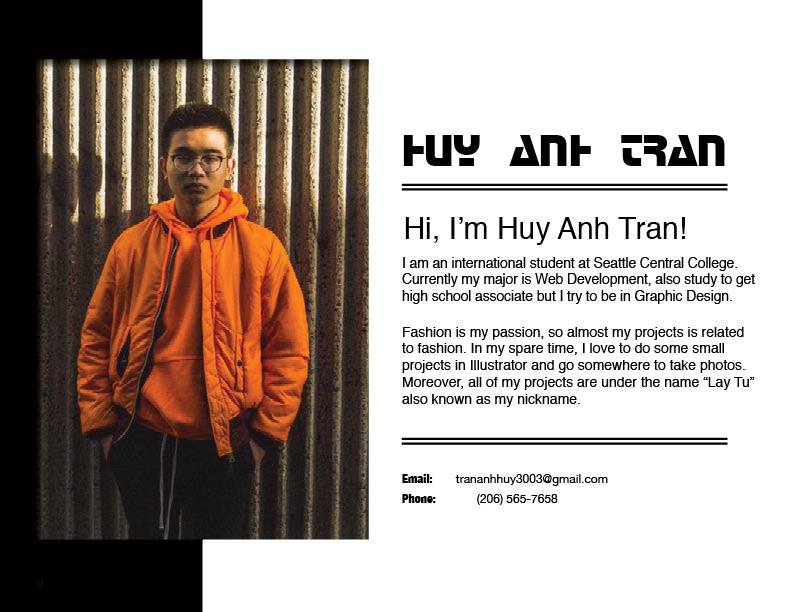 HUY ANH TRAN
Hi, I’m Huy Anh Tran!
I am an international student at Seattle Central College.
Currently my major is Web Development, also study to get
high school associate but I try to be in Graphic Design.
Fashion is my passion, so almost my projects is related
to fashion. In my spare time, I love to do some small
projects in Illustrator and go somewhere to take photos.
Moreover, all of my projects are under the name “Lay Tu”
also known as my nickname.
Email: trananhhuy3003@gmail.com
Phone: (206) 565-7658